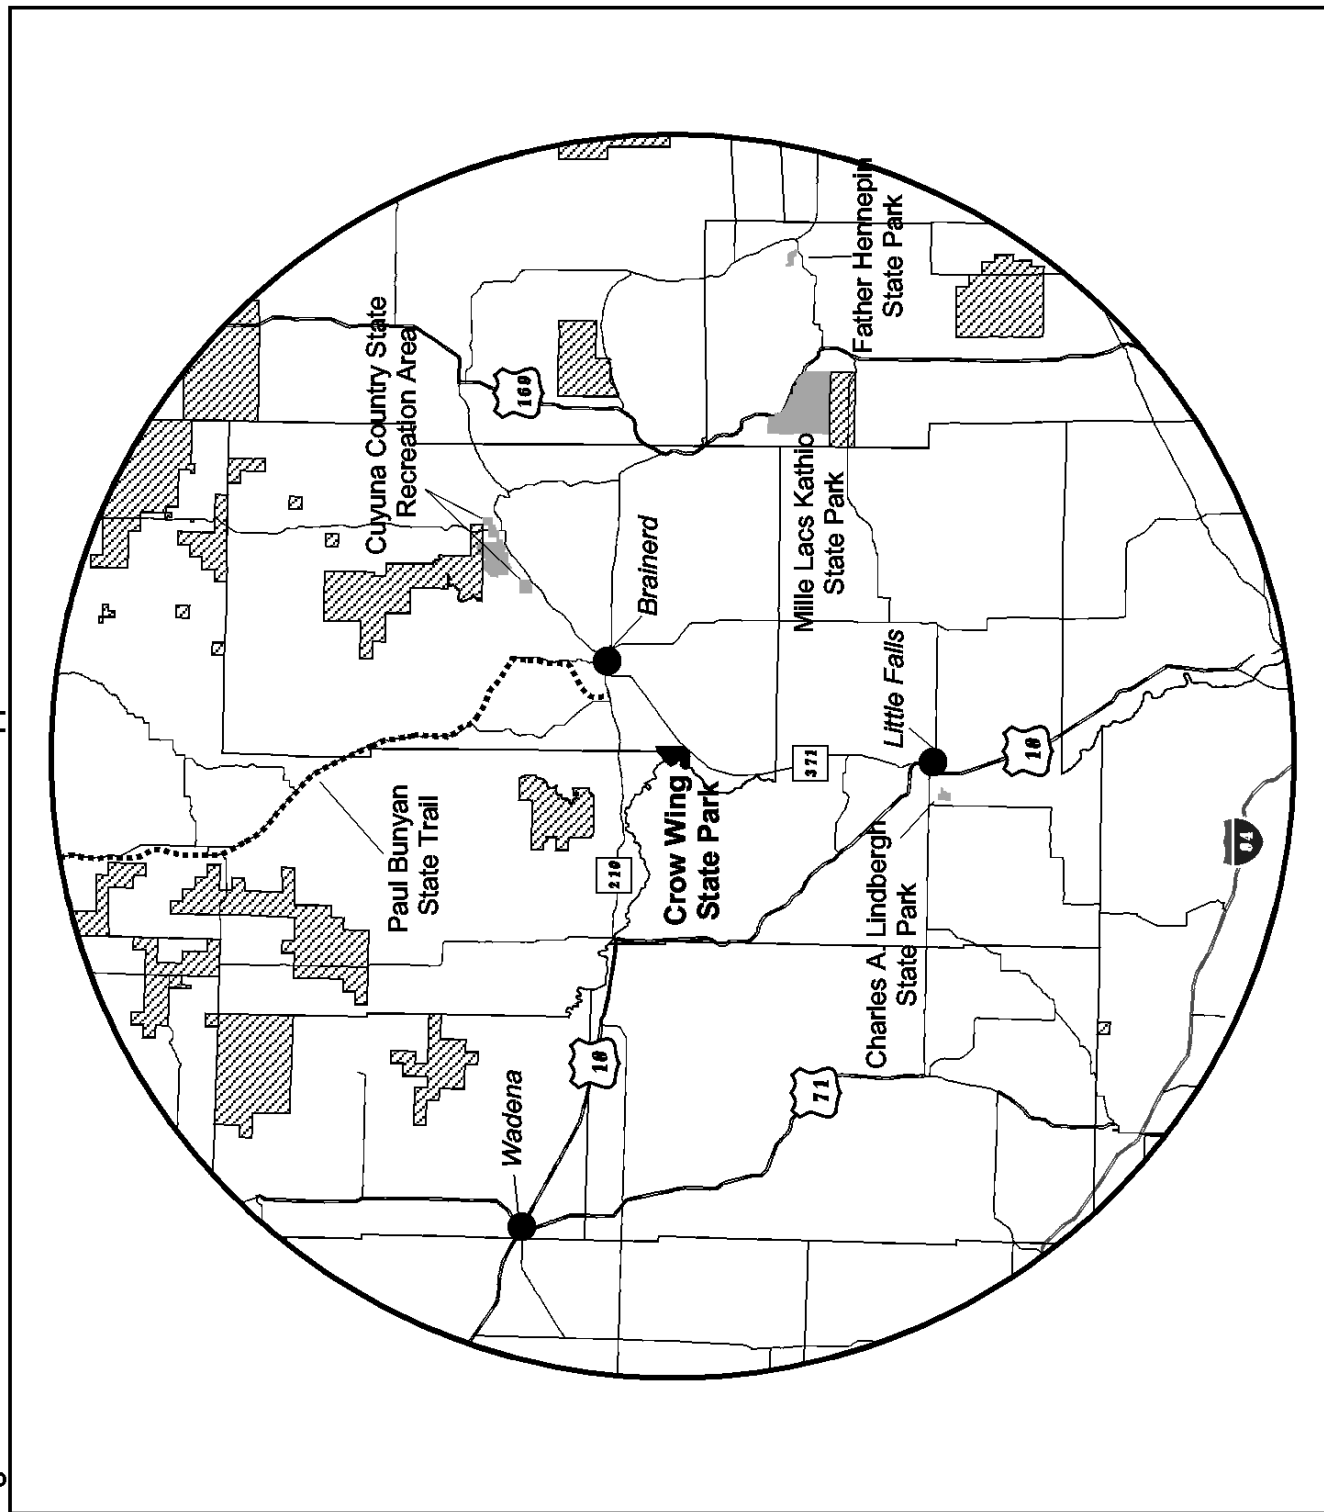 Cuyuna Country State
Recreation Area
169
Father Hennepin
State Park
Paul Bunyan
State Trail
Brainerd
Mille Lacs Kathio
State Park
210
Crow Wing
State Park
371
Little Falls
10
Wadena
10
71
Charles A. Lindbergh
State Park
94